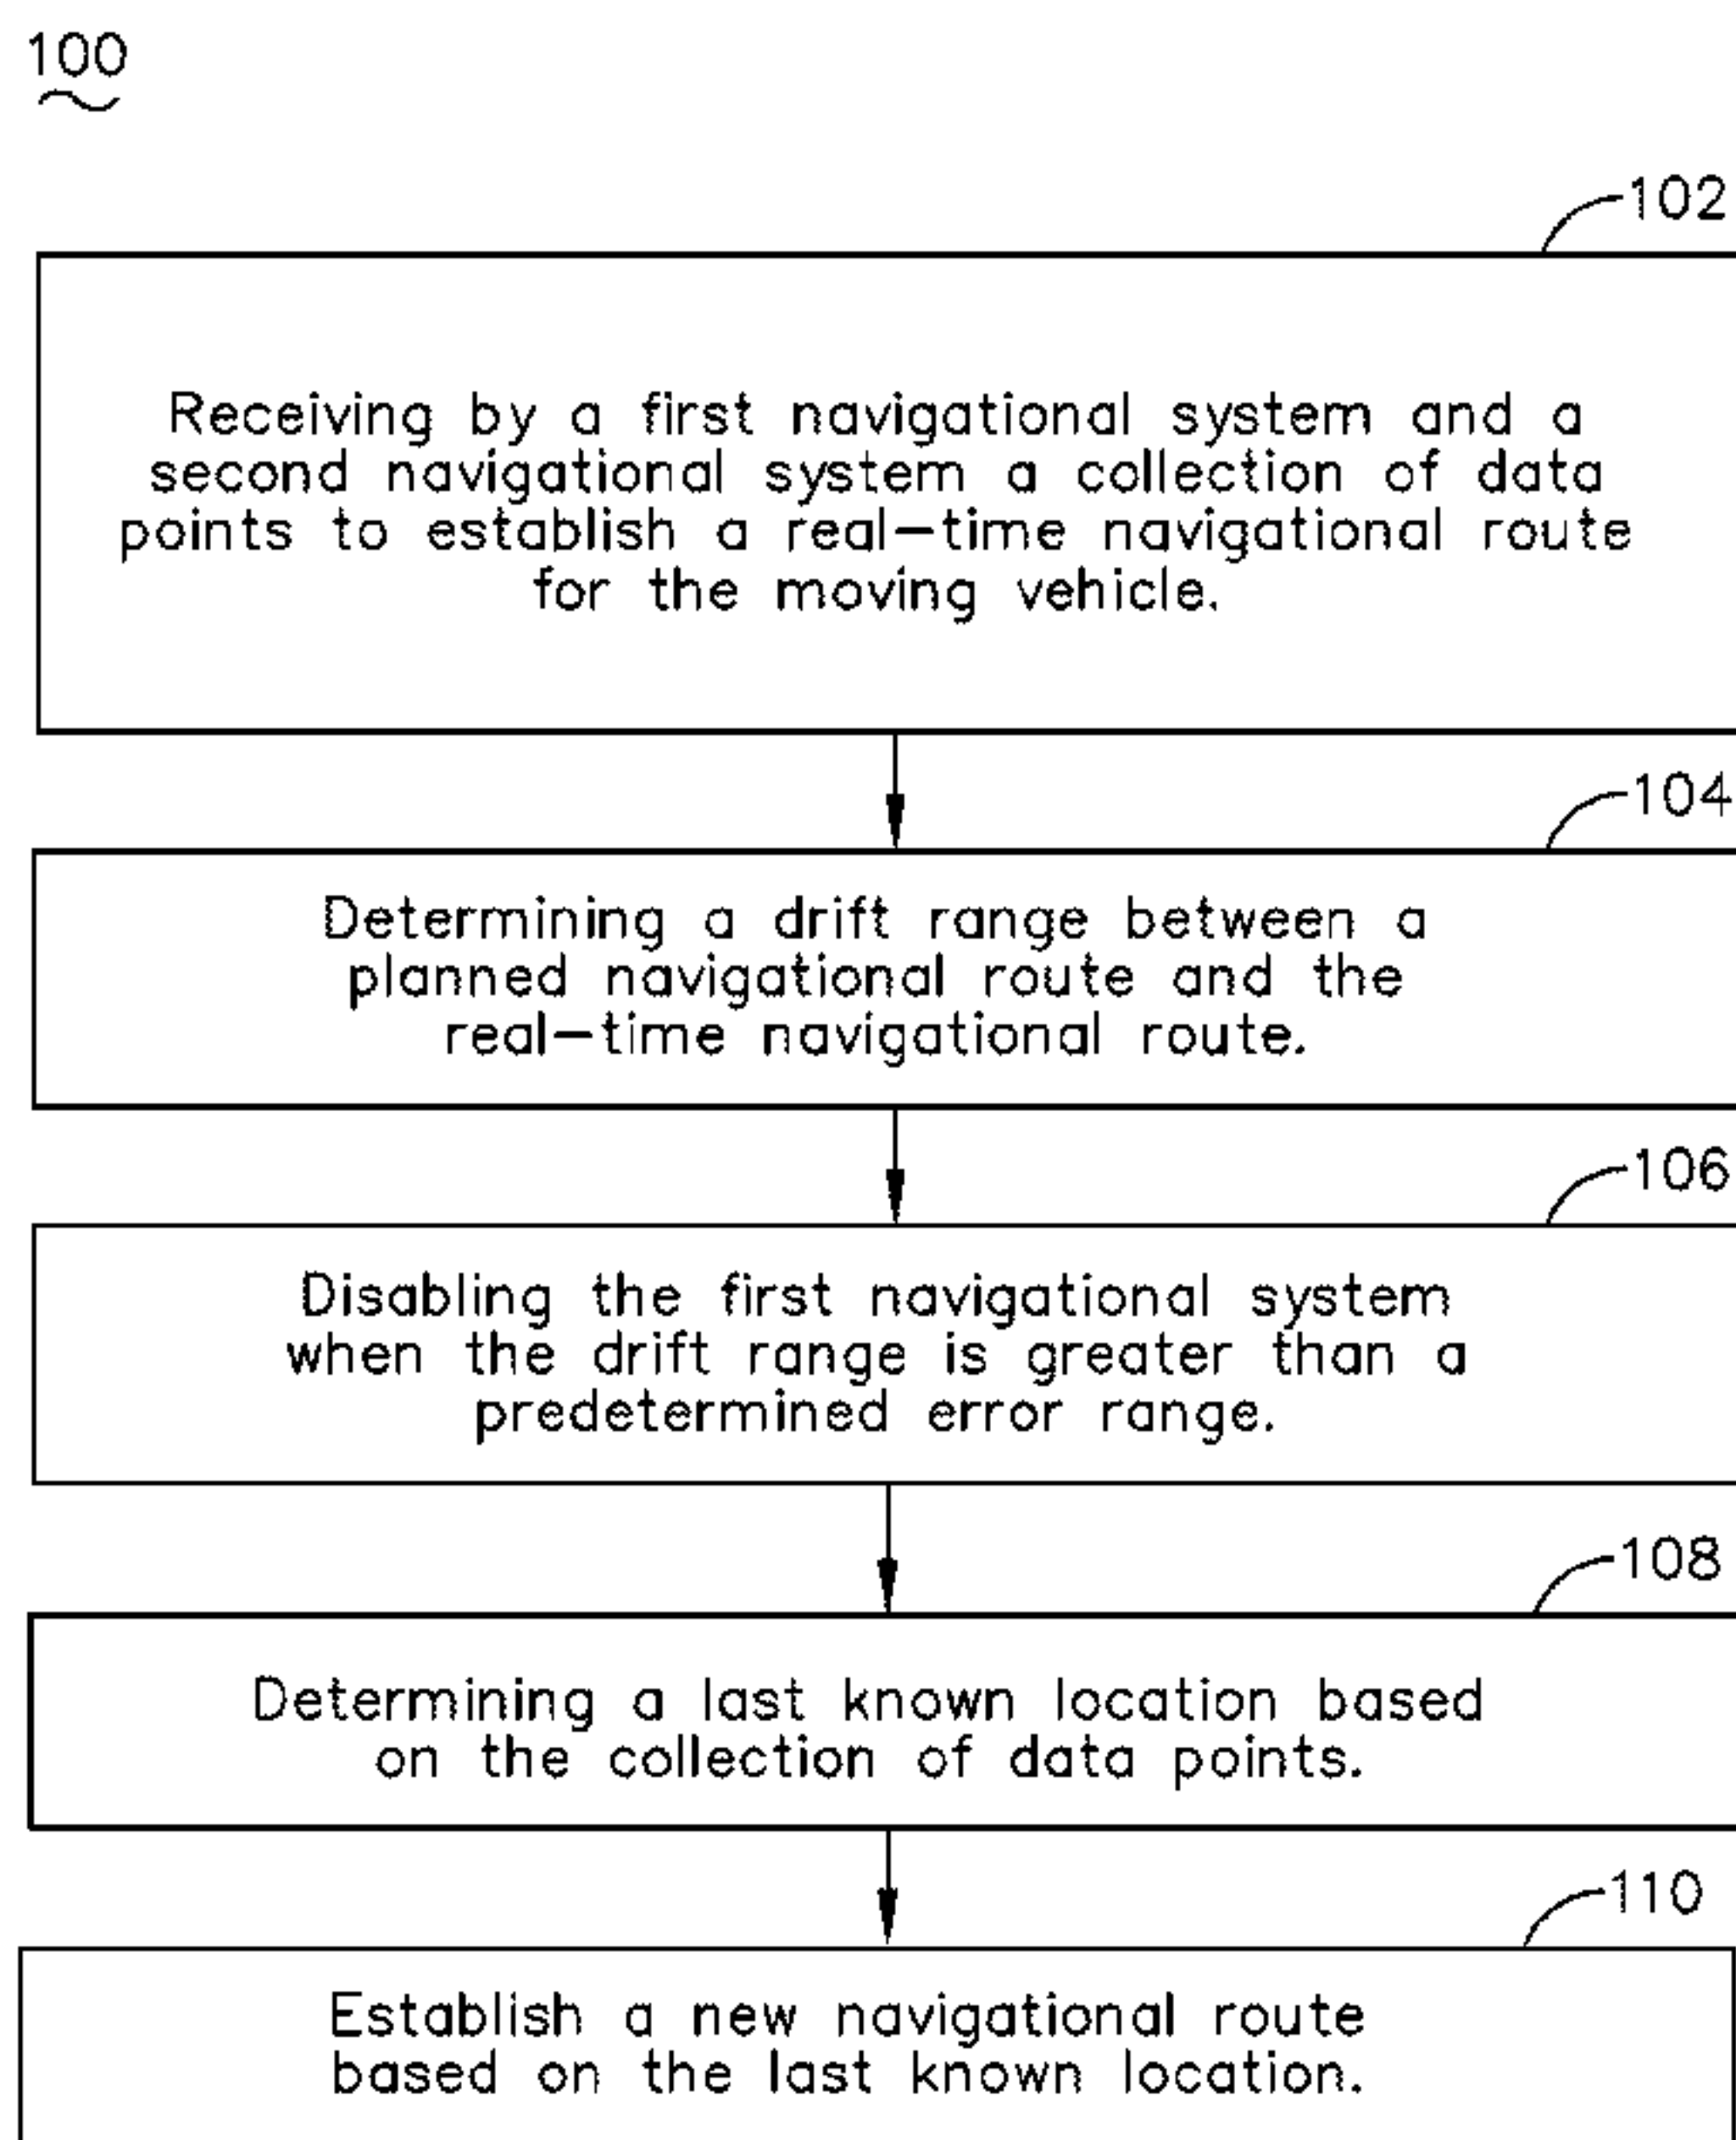 100
102
Receiving by a first navigational system and a
second navigational system a collection of data
points to establish a real-time navigational route
for the moving vehicle.
104
Determining a drift range between a
planned navigational route and the
real-time navigational route.
106
Disabling the first navigational system
when the drift range is greater than a
predetermined error range.
108
Determining a last known location based
on the collection of data points.
110
Establish a new navigational route
based on the last known location.